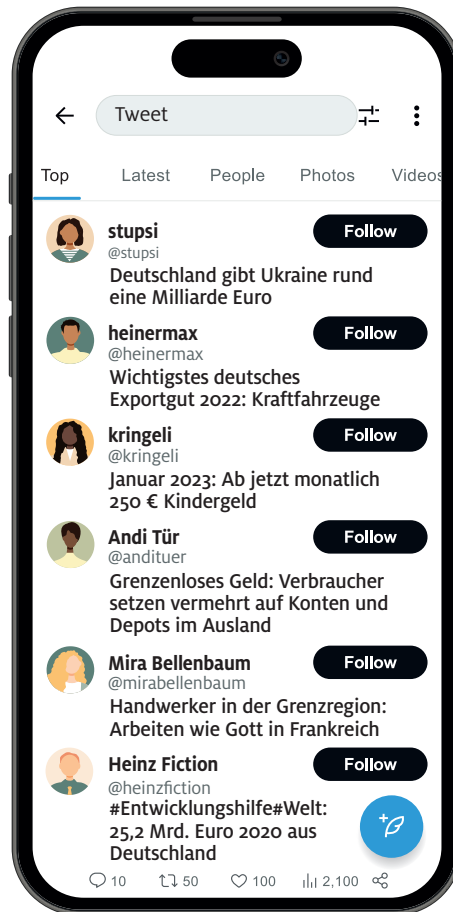 Tweet
Top Latest People Photos Videos
stupsi Follow
@stupsi
Deutschland gibt Ukraine rund
eine Milliarde Euro
heinermax Follow
@heinermax
Wichtigstes deutsches
Exportgut 2022: Kraftfahrzeuge
kringeli Follow
@kringeli
Januar 2023: Ab jetzt monatlich
250 € Kindergeld
Andi Tür Follow
@andituer
Grenzenloses Geld: Verbraucher
setzen vermehrt auf Konten und
Depots im Ausland
Mira Bellenbaum Follow
@mirabellenbaum
Handwerker in der Grenzregion:
Arbeiten wie Gott in Frankreich
Heinz Fiction Follow
@heinzfiction
#Entwicklungshilfe#Welt:
25,2 Mrd. Euro 2020 aus
Deutschland
10 50 100 2,100